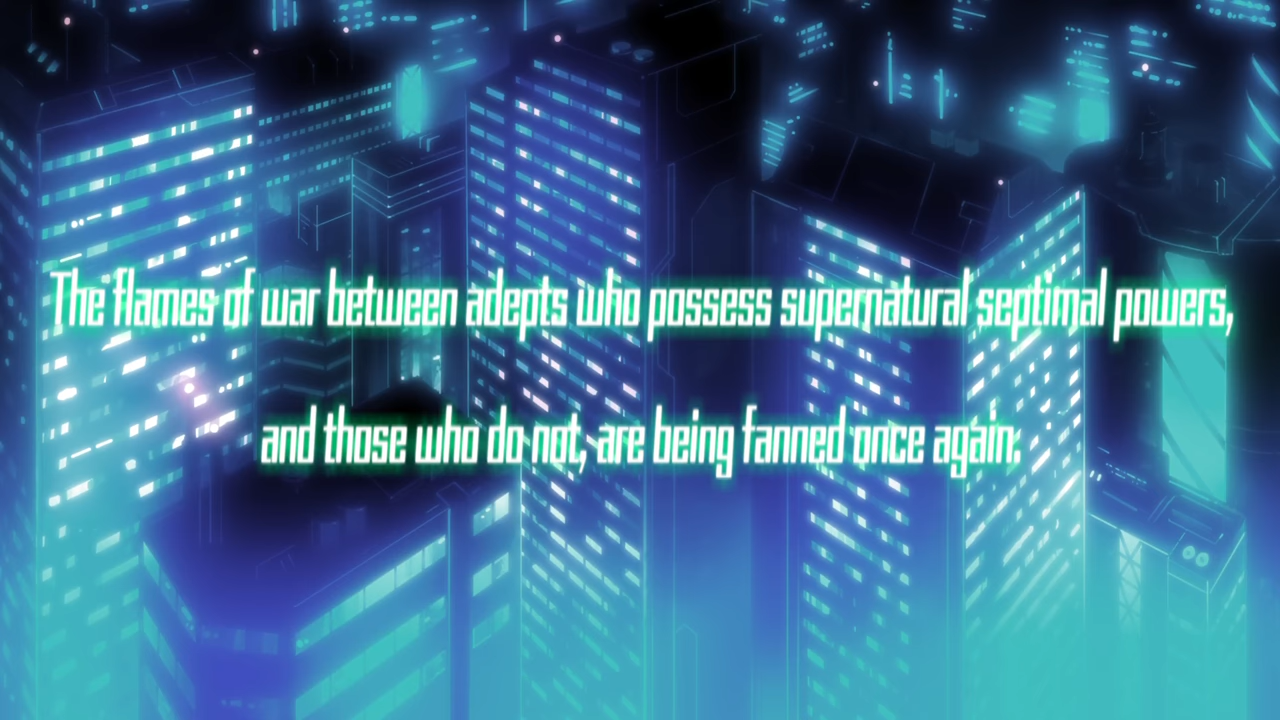 The flames of war between adepts who possess supernatural septimal powers,
and those who do not, are being fanned once again.